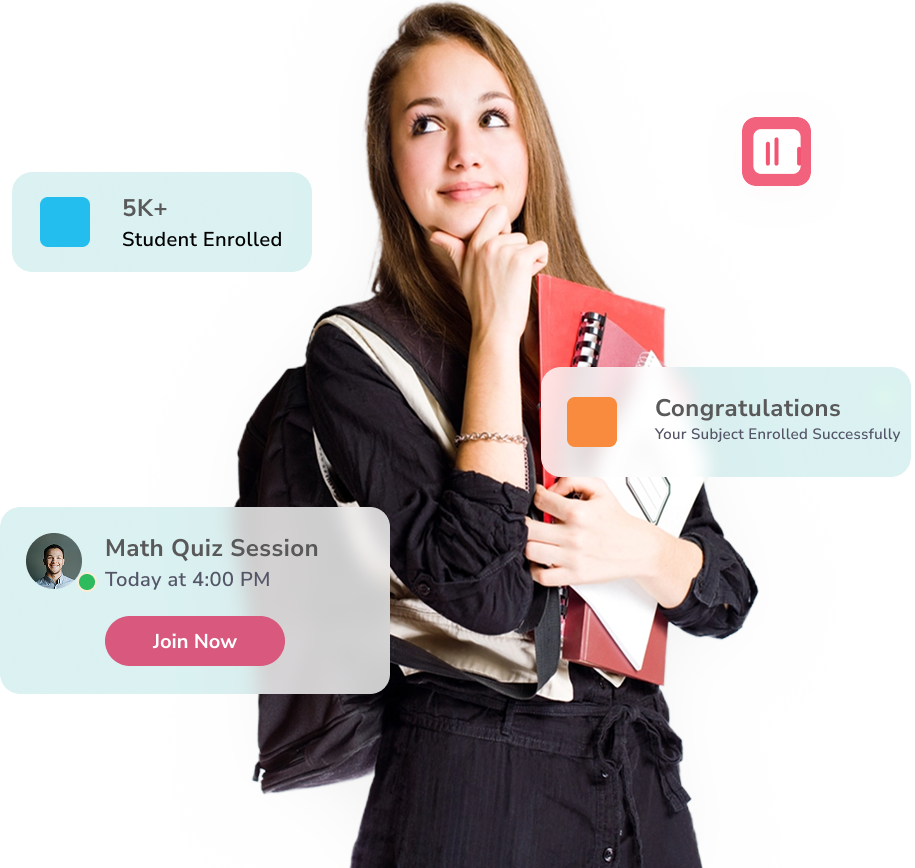 5K+
Student Enrolled
Congratulations
Your Subject Enrolled Successfully
Math Quiz Session
Today at 4:00 PM
Join Now